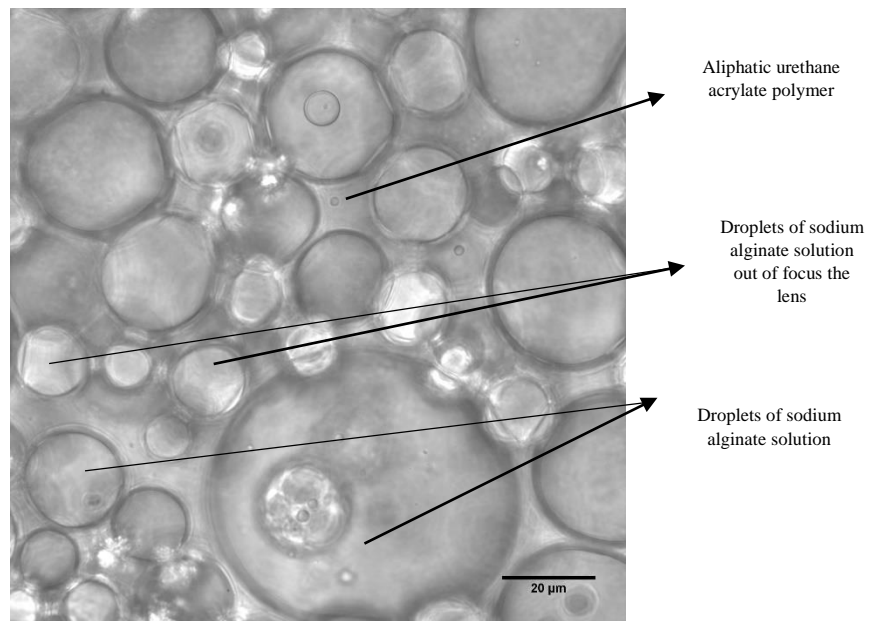 Aliphatic urethane
acrylate polymer
Droplets of sodium
alginate solution
out of focus the
lens
Droplets of sodium
alginate solution
20 µm